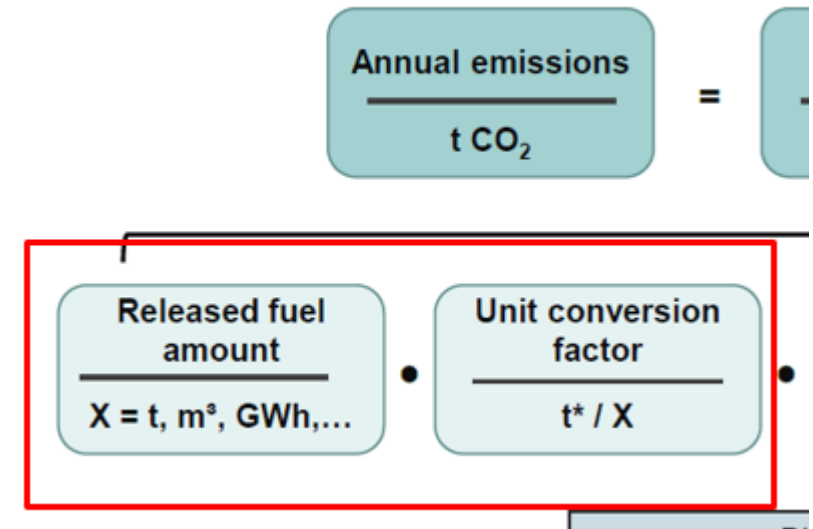 Annual emissions
=
t CO₂
Released fuel
amount
X = t, m³, GWh,...
•
Unit conversion
factor
t* / X
•